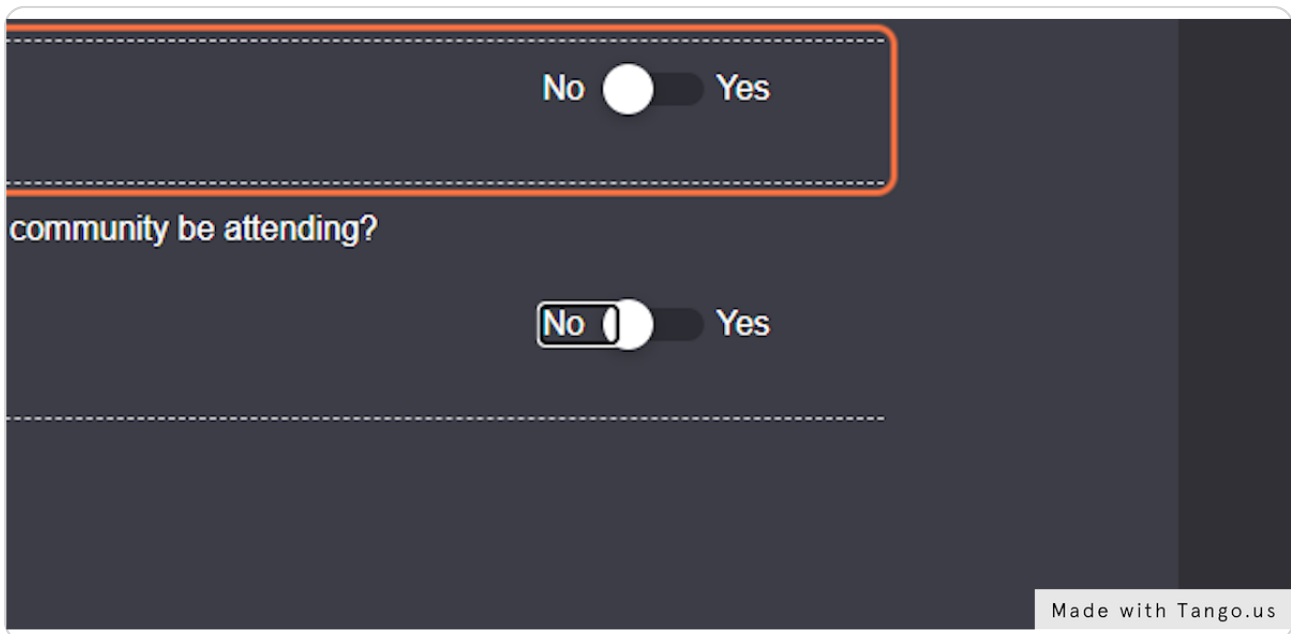 No Yes
community be attending?
No Yes
Made with Tango.us